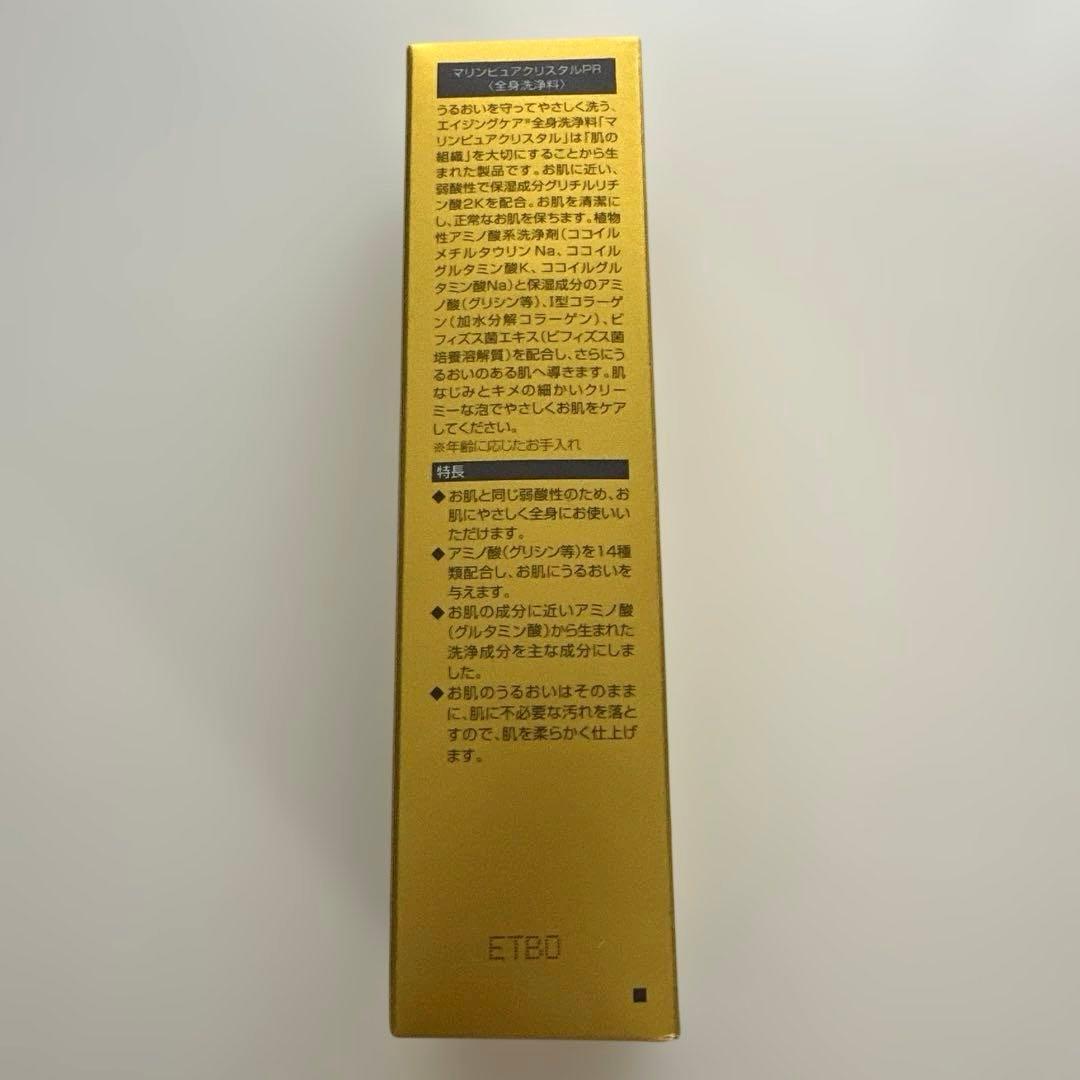 マリンピュアクリスタルPR
〈全身洗浄料〉
うるおいを守ってやさしく洗う、
エイジングケア※全身洗浄料「マ
リンピュアクリスタル」は「肌の
組織」を大切にすることから生
まれた製品です。お肌に近い、
弱酸性で保湿成分グリチルリチ
ン酸2Kを配合。お肌を清潔に
し、正常なお肌を保ちます。植物
性アミノ酸系洗浄剤(ココイル
メチルタウリンNa、ココイル
グルタミン酸K、ココイルグル
タミン酸Na)と保湿成分のアミ
ノ酸(グリシン等)、I型コラーゲ
ン(加水分解コラーゲン)、ビ
フィズス菌エキス(ビフィズス菌
培養溶解質)を配合し、さらにう
るおいのある肌へ導きます。肌
なじみとキメの細かいクリー
ミーな泡でやさしくお肌をケア
してください。
※年齢に応じたお手入れ
特長
◆お肌と同じ弱酸性のため、お
肌にやさしく全身にお使いい
ただけます。
◆アミノ酸(グリシン等)を14種
類配合し、お肌にうるおいを
与えます。
◆お肌の成分に近いアミノ酸
(グルタミン酸)から生まれた
洗浄成分を主な成分にしま
した。
◆お肌のうるおいはそのまま
に、肌に不必要な汚れを落と
すので、肌を柔らかく仕上げ
ます。
ETBD